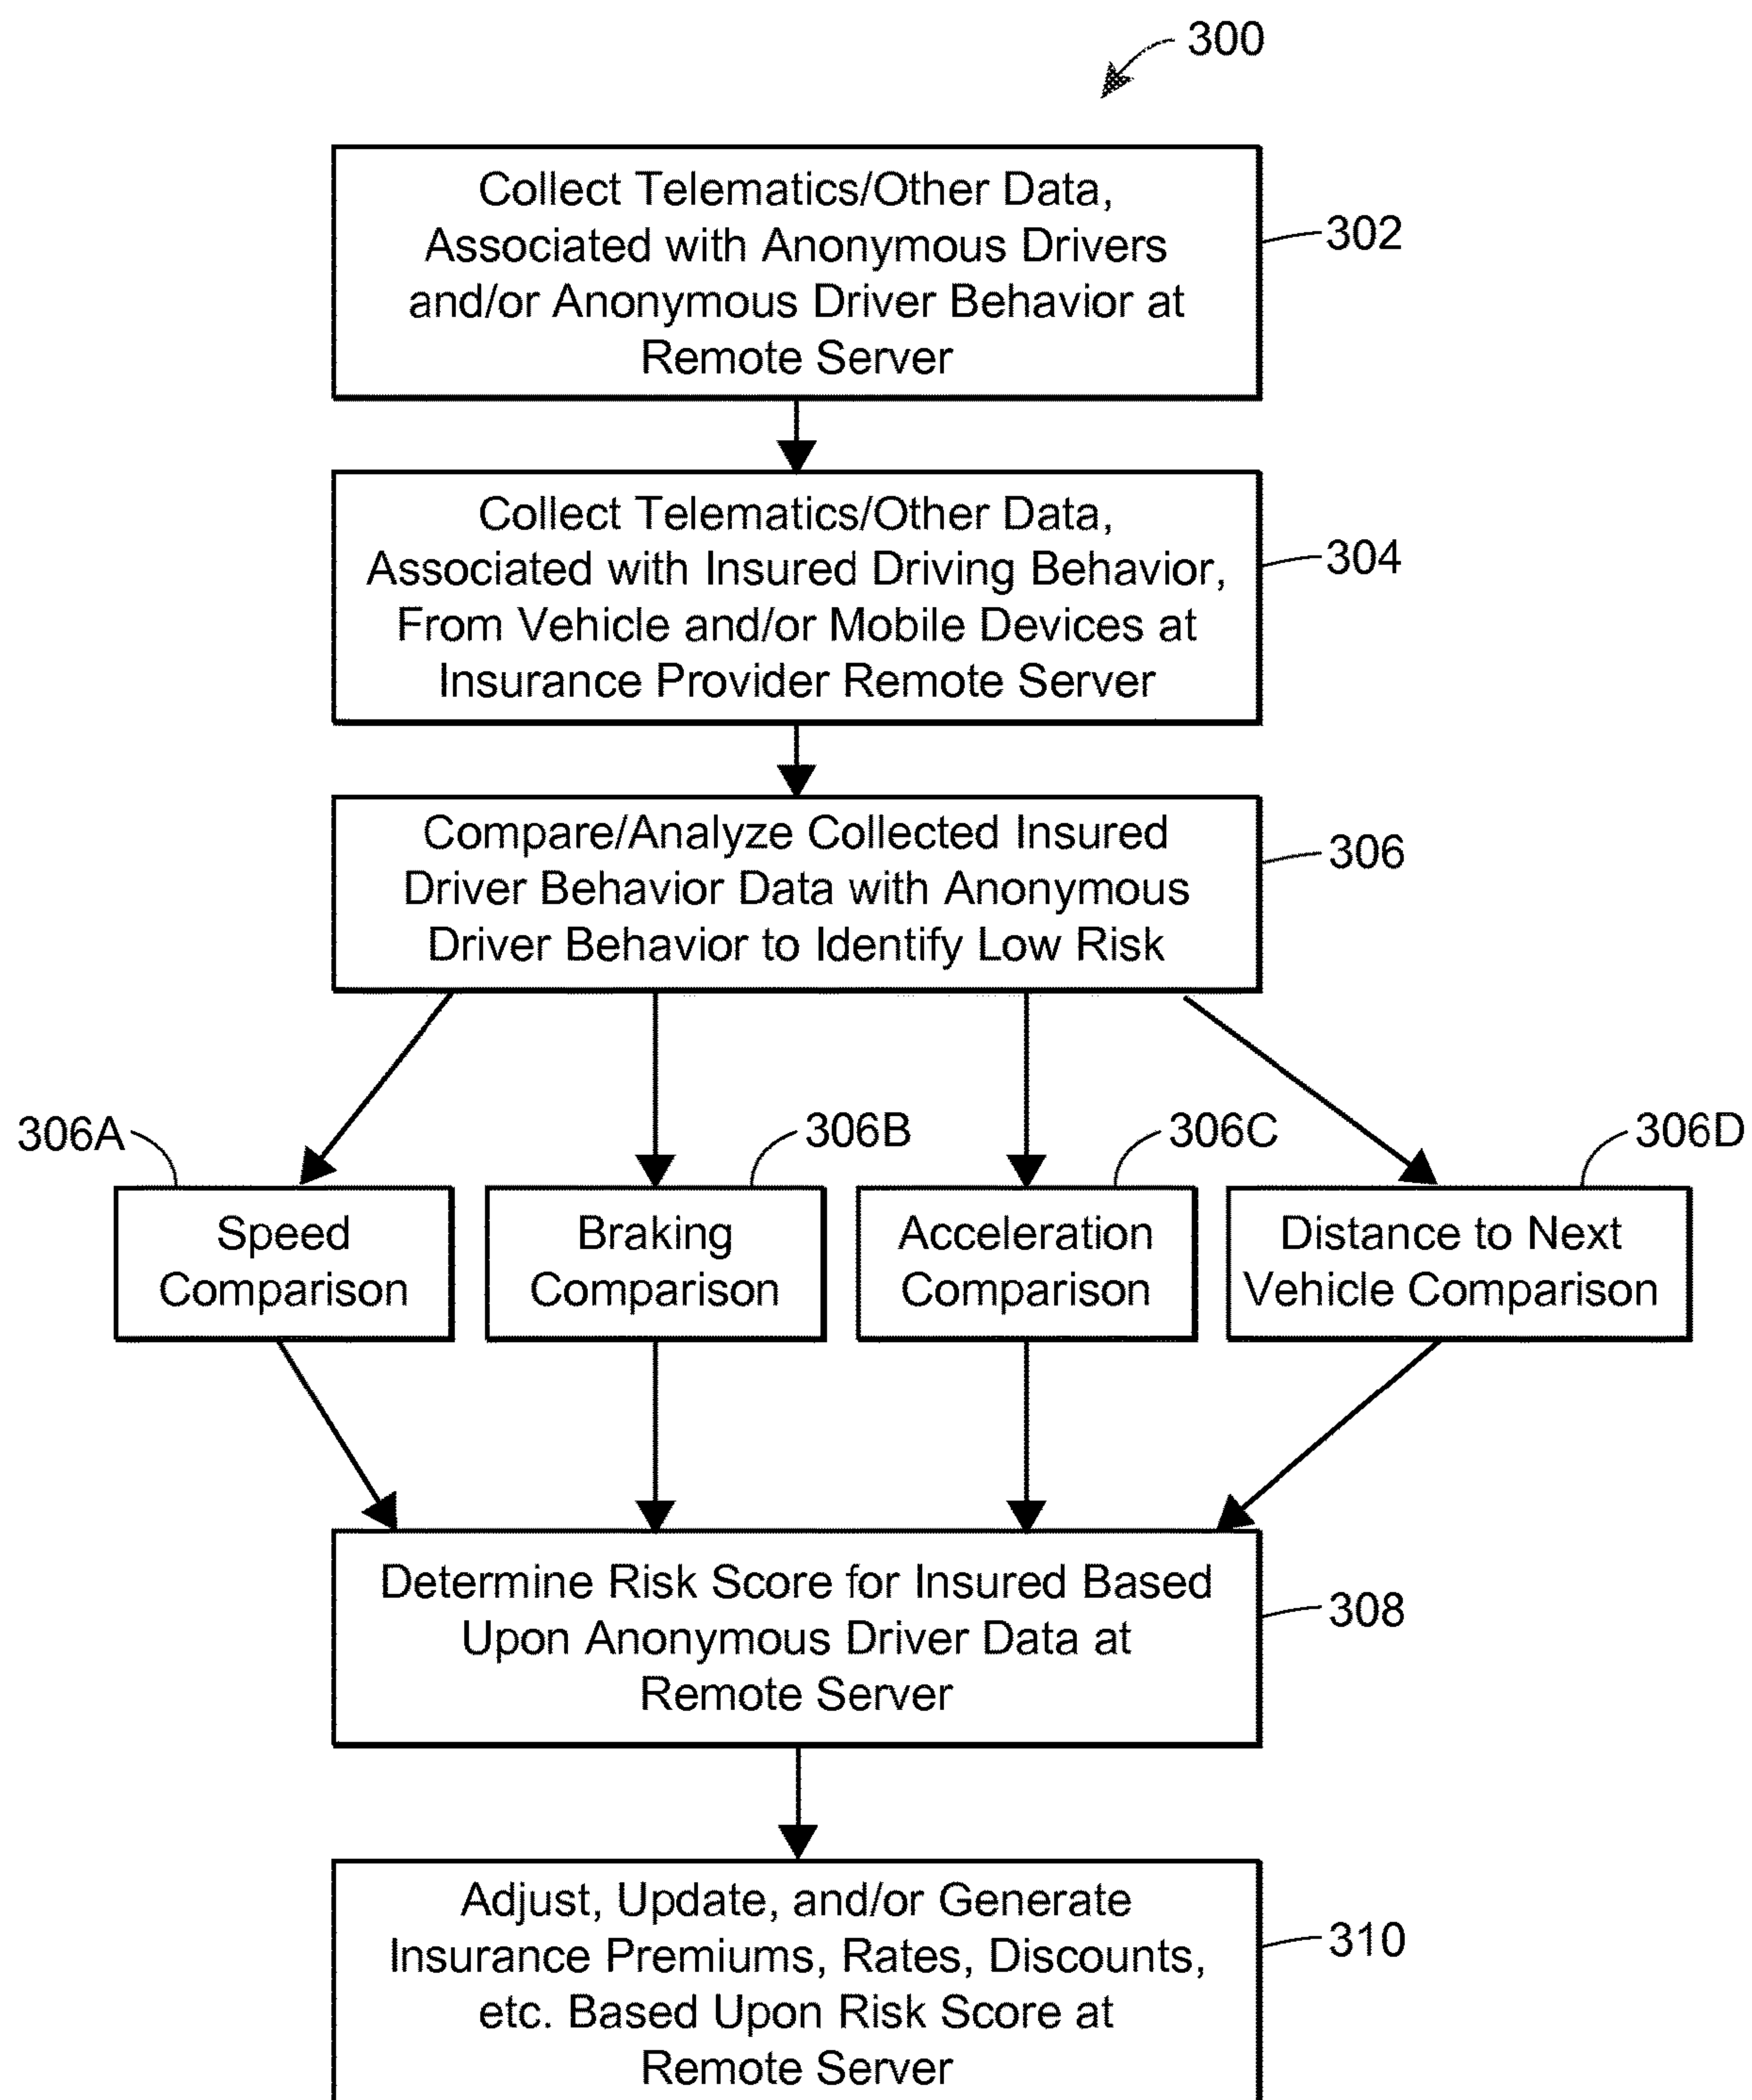 300
Collect Telematics/Other Data,
Associated with Anonymous Drivers
and/or Anonymous Driver Behavior at
Remote Server
302
Collect Telematics/Other Data,
Associated with Insured Driving Behavior,
From Vehicle and/or Mobile Devices at
Insurance Provider Remote Server
304
Compare/Analyze Collected Insured
Driver Behavior Data with Anonymous
Driver Behavior to Identify Low Risk
306
306A
Speed
Comparison
306B
Braking
Comparison
306C
Acceleration
Comparison
306D
Distance to Next
Vehicle Comparison
Determine Risk Score for Insured Based
Upon Anonymous Driver Data at
Remote Server
308
Adjust, Update, and/or Generate
Insurance Premiums, Rates, Discounts,
etc. Based Upon Risk Score at
Remote Server
310